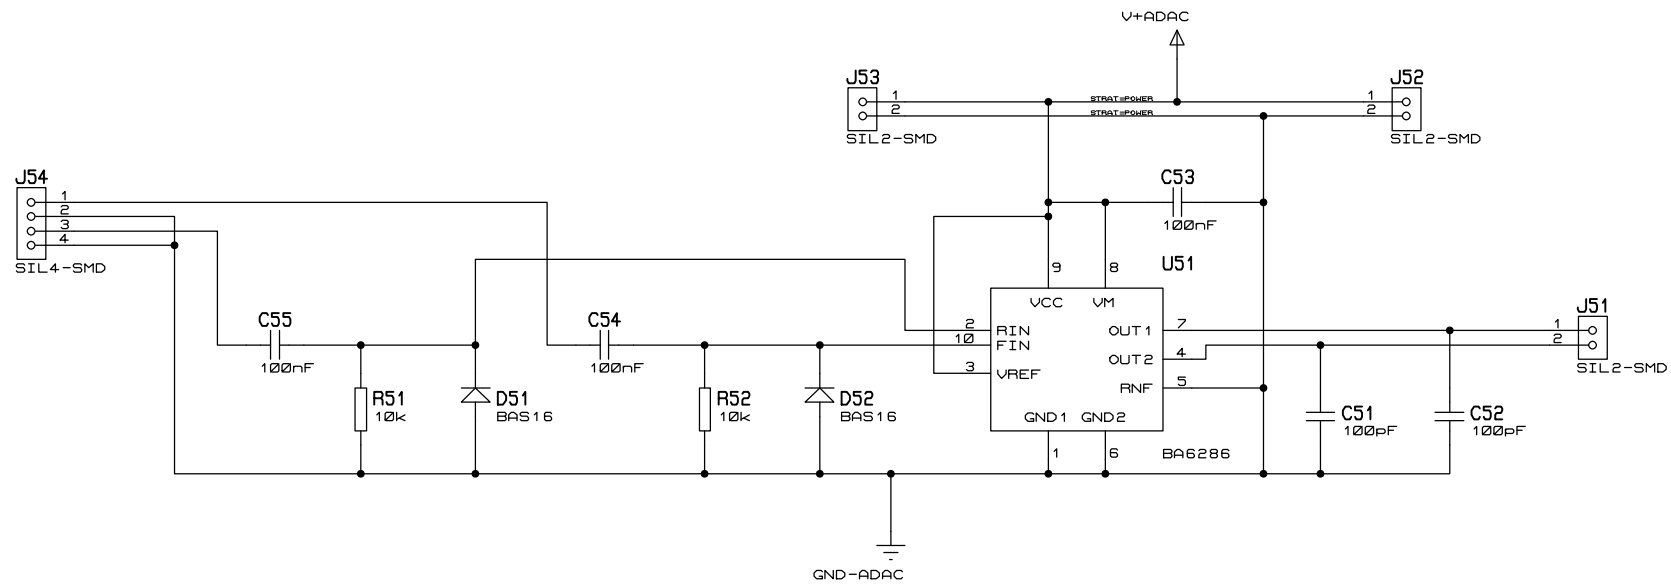 V+ADAC
J53
1
2
SIL2-SMD
STRAT=POWER
STRAT=POWER
J52
1
2
SIL2-SMD
J54
1
2
3
4
SIL4-SMD
C53
100nF
U51
9
8
VCC
VM
C55
100nF
C54
100nF
2
RIN
10
FIN
3
VREF
OUT1
7
OUT2
4
RNF
5
GND1
GND2
1
6
BA6286
J51
1
2
SIL2-SMD
R51
10k
D51
BAS16
R52
10k
D52
BAS16
C51
100pF
C52
100pF
GND-ADAC